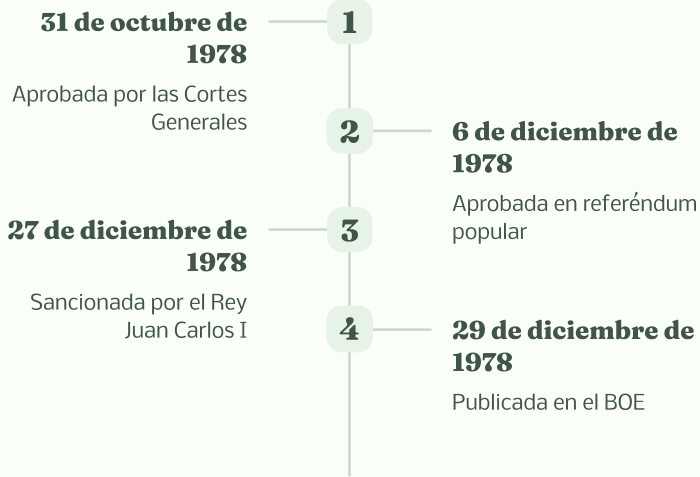 1
31 de octubre de
1978
Aprobada por las Cortes
Generales
2
6 de diciembre de
1978
Aprobada en referéndum
popular
3
27 de diciembre de
1978
Sancionada por el Rey
Juan Carlos I
4
29 de diciembre de
1978
Publicada en el BOE